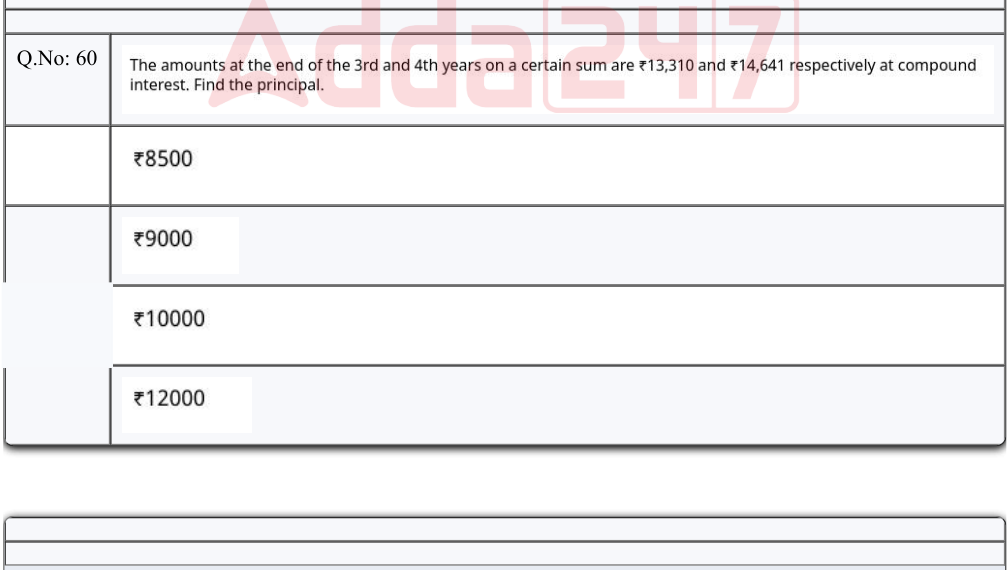 Adda247
Q.No: 60
The amounts at the end of the 3rd and 4th years on a certain sum are ₹13,310 and ₹14,641 respectively at compound
interest. Find the principal.
₹8500
₹9000
₹10000
₹12000